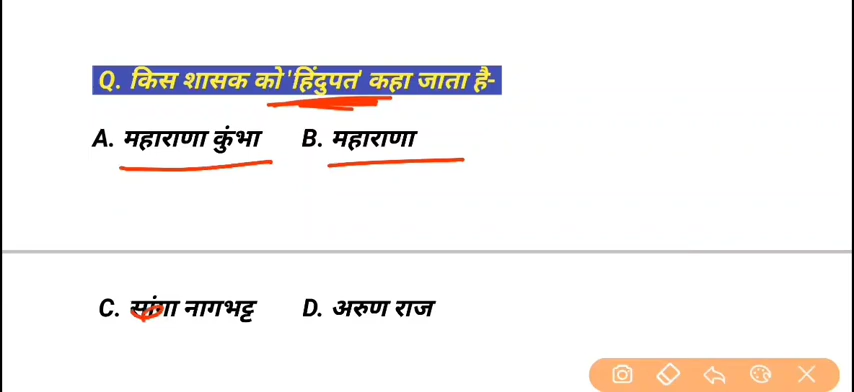 Q. किस शासक को 'हिंदुपत' कहा जाता है-
A. महाराणा कुंभा B. महाराणा
C. सांगा नागभट्ट D. अरुण राज